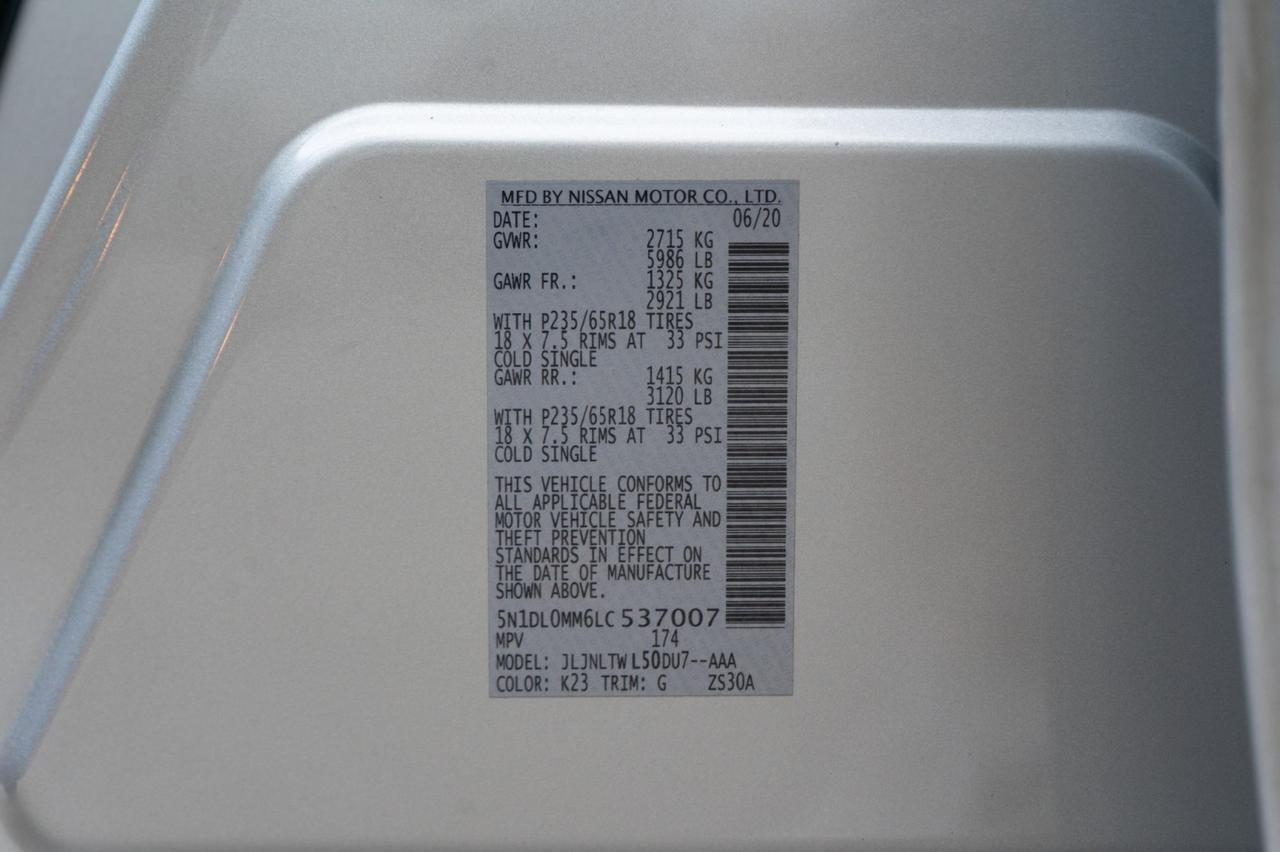 MFD BY NISSAN MOTOR CO., LTD.
DATE: 06/20
GVWR: 2715 KG
5986 LB
GAWR FR.: 1325 KG
2921 LB
WITH P235/65R18 TIRES
18 X 7.5 RIMS AT 33 PSI
COLD SINGLE
GAWR RR.: 1415 KG
3120 LB
WITH P235/65R18 TIRES
18 X 7.5 RIMS AT 33 PSI
COLD SINGLE
THIS VEHICLE CONFORMS TO
ALL APPLICABLE FEDERAL
MOTOR VEHICLE SAFETY AND
THEFT PREVENTION
STANDARDS IN EFFECT ON
THE DATE OF MANUFACTURE
SHOWN ABOVE.
5N1DL0MM6LC 537007
MPV 174
MODEL: JLJNLTWL50DU7--AAA
COLOR: K23 TRIM: G ZS30A